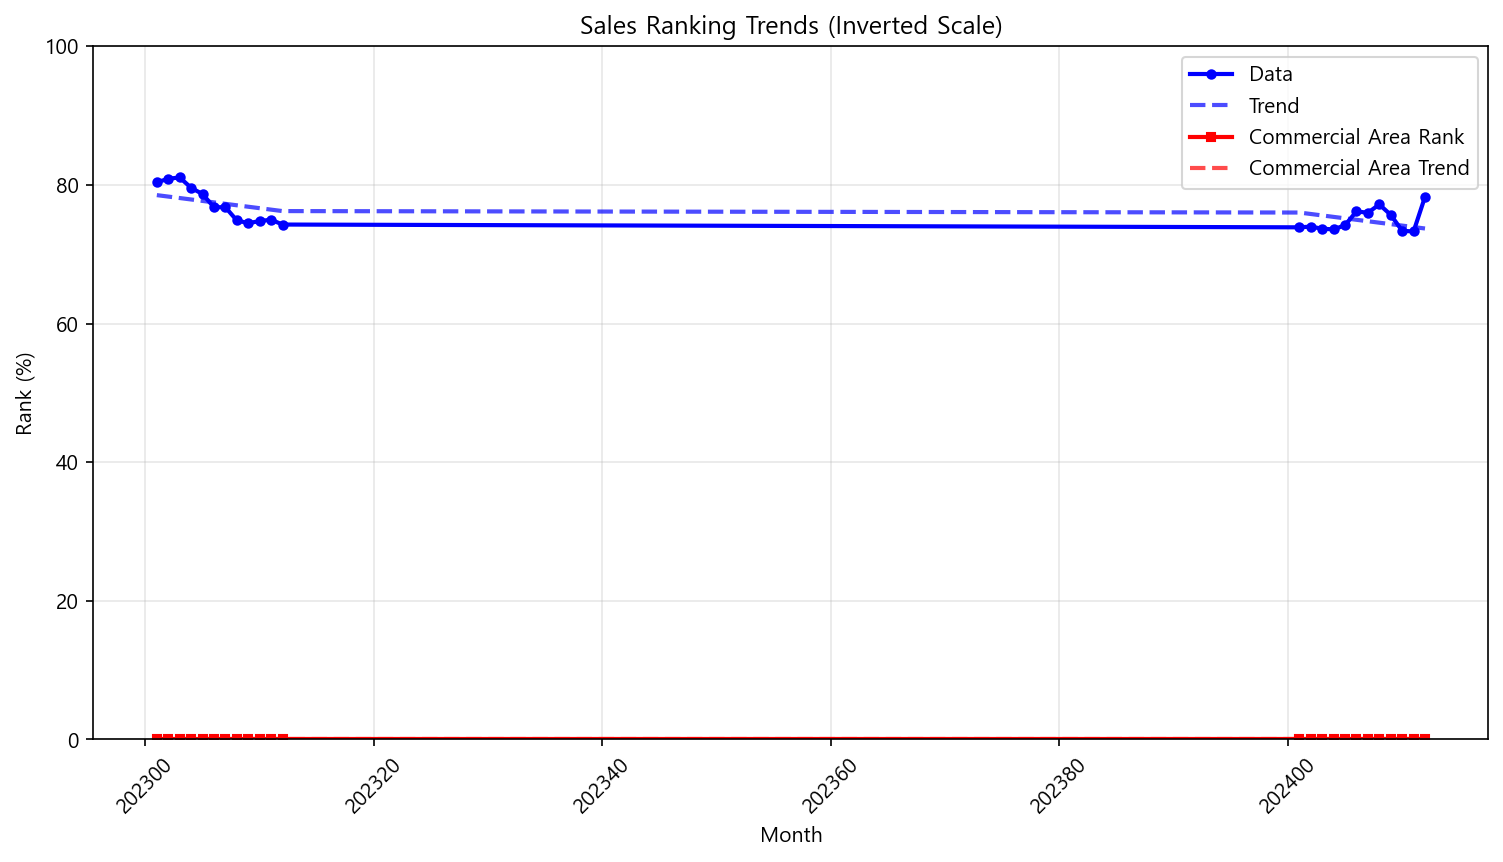 Sales Ranking Trends (Inverted Scale)
Data
Trend
Commercial Area Rank
Commercial Area Trend
Rank (%)
100
80
60
40
20
0
202300
202320
202340
202360
202380
202400
Month